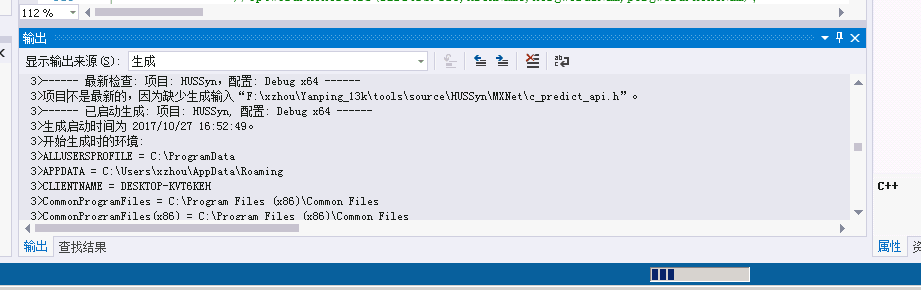 112 %
输出
显示输出来源(S): 生成
3>------ 最新检查: 项目: HUSSyn，配置: Debug x64 ------
3>项目不是最新的，因为缺少生成输入“F:\xzhou\Yanping_13k\tools\source\HUSSyn\MXNet\c_predict_api.h”。
3>------ 已启动生成: 项目: HUSSyn, 配置: Debug x64 ------
3>生成启动时间为 2017/10/27 16:52:49。
3>开始生成时的环境:
3>ALLUSERSPROFILE = C:\ProgramData
3>APPDATA = C:\Users\xzhou\AppData\Roaming
3>CLIENTNAME = DESKTOP-KVT6KEH
3>CommonProgramFiles = C:\Program Files (x86)\Common Files
3>CommonProgramFiles(x86) = C:\Program Files (x86)\Common Files
C++
输出 查找结果
属性